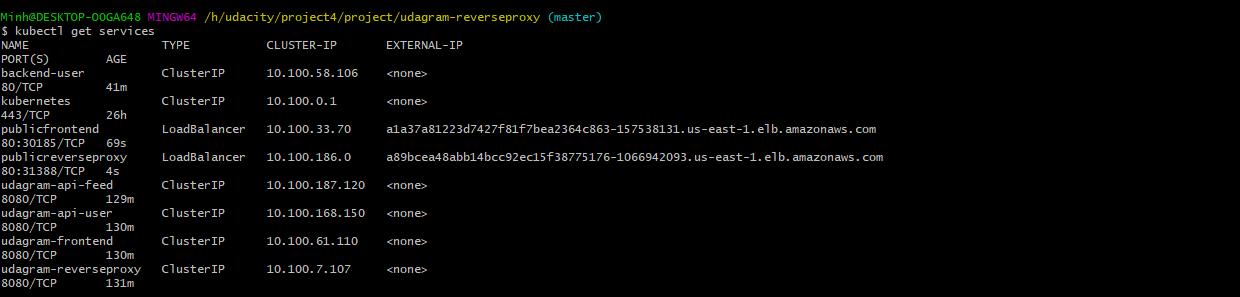 Minh@DESKTOP-OOGA648 MINGW64 /h/udacity/project4/project/udagram-reverseproxy (master)
$ kubectl get services
NAME TYPE CLUSTER-IP EXTERNAL-IP
PORT(S) AGE
backend-user ClusterIP 10.100.58.106 <none>
80/TCP 41m
kubernetes ClusterIP 10.100.0.1 <none>
443/TCP 26h
publicfrontend LoadBalancer 10.100.33.70 a1a37a81223d7427f81f7bea2364c863-157538131.us-east-1.elb.amazonaws.com
80:30185/TCP 69s
publicreverseproxy LoadBalancer 10.100.186.0 a89bcea48abb14bcc92ec15f38775176-1066942093.us-east-1.elb.amazonaws.com
80:31388/TCP 4s
udagram-api-feed ClusterIP 10.100.187.120 <none>
8080/TCP 129m
udagram-api-user ClusterIP 10.100.168.150 <none>
8080/TCP 130m
udagram-frontend ClusterIP 10.100.61.110 <none>
8080/TCP 130m
udagram-reverseproxy ClusterIP 10.100.7.107 <none>
8080/TCP 131m